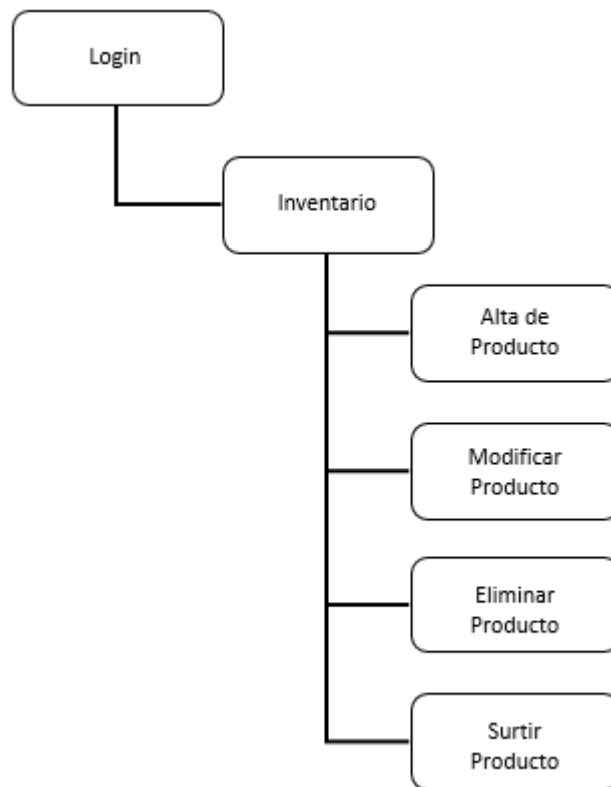 Login
Inventario
Alta de
Producto
Modificar
Producto
Eliminar
Producto
Surtir
Producto